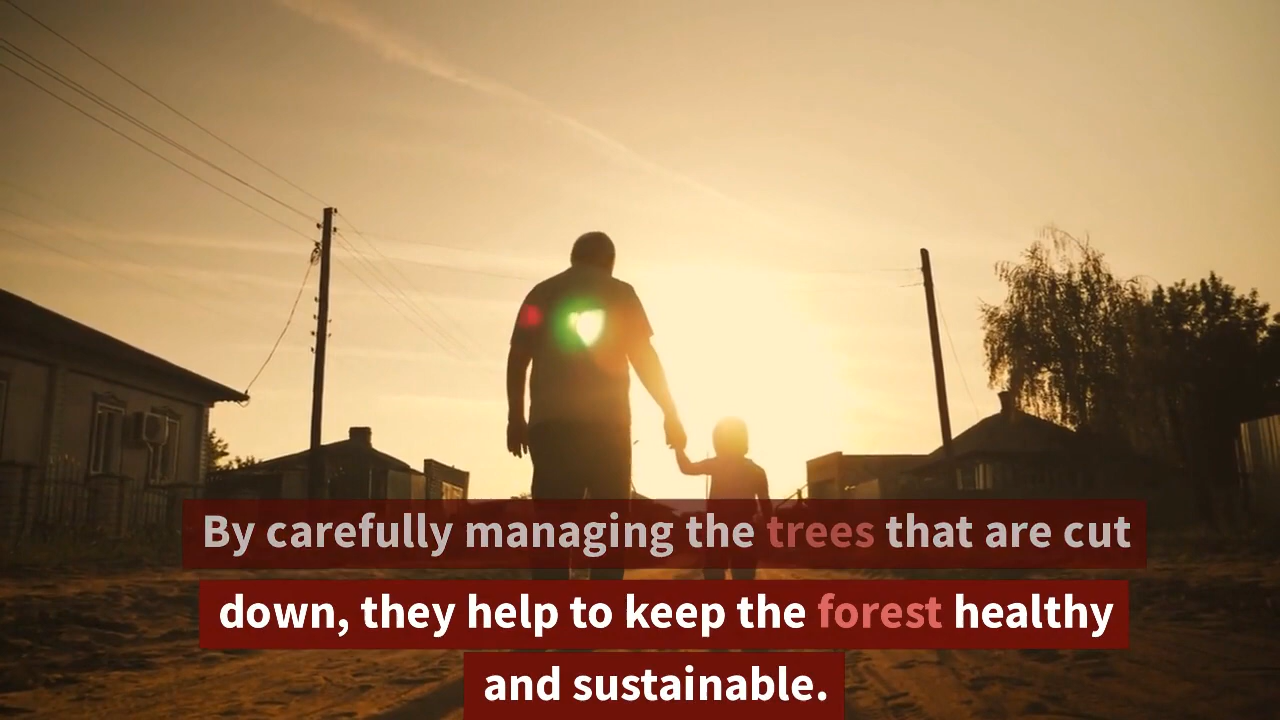 By carefully managing the trees that are cut
down, they help to keep the forest healthy
and sustainable.